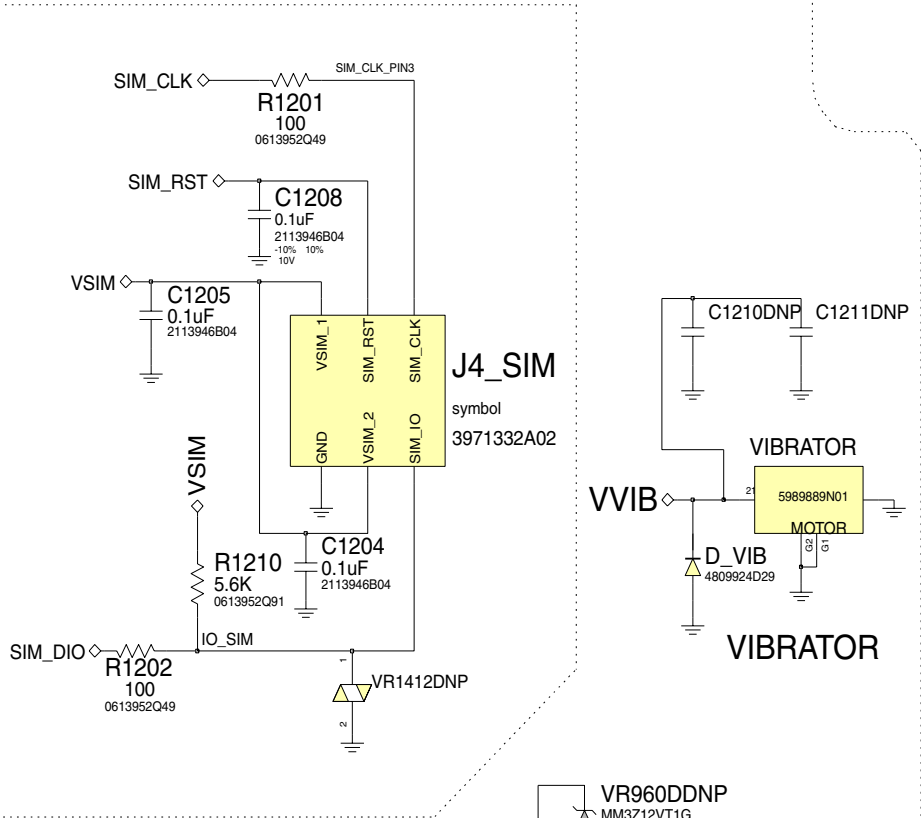 SIM_CLK
SIM_CLK_PIN3
R1201
100
0613952Q49
SIM_RST
C1208
0.1uF
2113946B04
-10% 10%
10V
VSIM
C1205
0.1uF
2113946B04
VSIM_1
SIM_RST
SIM_CLK
GND
VSIM_2
SIM_IO
J4_SIM
symbol
3971332A02
VSIM
R1210
5.6K
0613952Q91
C1204
0.1uF
2113946B04
SIM_DIO
IO_SIM
R1202
100
0613952Q49
1
VR1412DNP
2
C1210DNP
C1211DNP
VIBRATOR
VVIB
21
5989889N01
MOTOR
G2
G1
D_VIB
4809924D29
VIBRATOR
VR960DDNP
MM3Z12VT1G